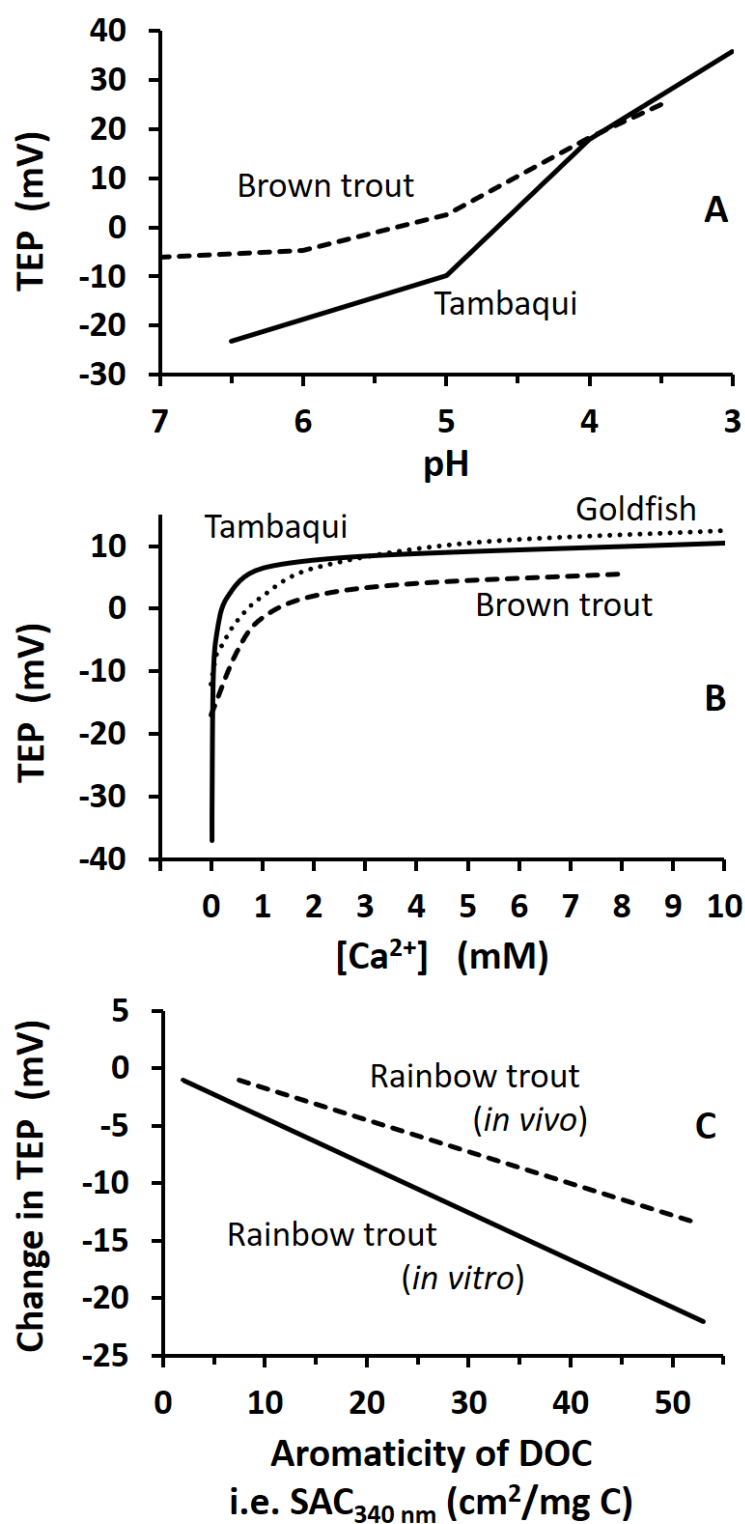 40
30
20
10
0
-10
-20
-30
TEP (mV)
Brown trout
A
Tambaqui
7 6 5 4 3
pH
10
0
-10
-20
-30
-40
TEP (mV)
Tambaqui
Goldfish
Brown trout
B
0 1 2 3 4 5 6 7 8 9 10
[Ca²⁺] (mM)
5
0
-5
-10
-15
-20
-25
Change in TEP (mV)
Rainbow trout
(in vivo)
C
Rainbow trout
(in vitro)
0 10 20 30 40 50
Aromaticity of DOC
i.e. SAC₃₄₀ ₙₘ (cm²/mg C)